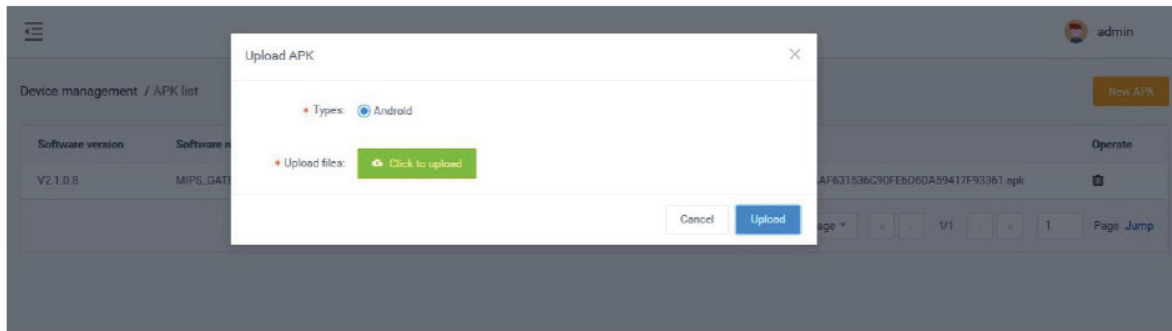 admin
Upload APK
Device management / APK list
New APK
* Types: Android
Software version
Operate
* Upload files: Click to upload
V2.1.0.8
AF631536C90FE6D6DA59417F93361.apk
Cancel
Upload
1/1
1
Page
Jump